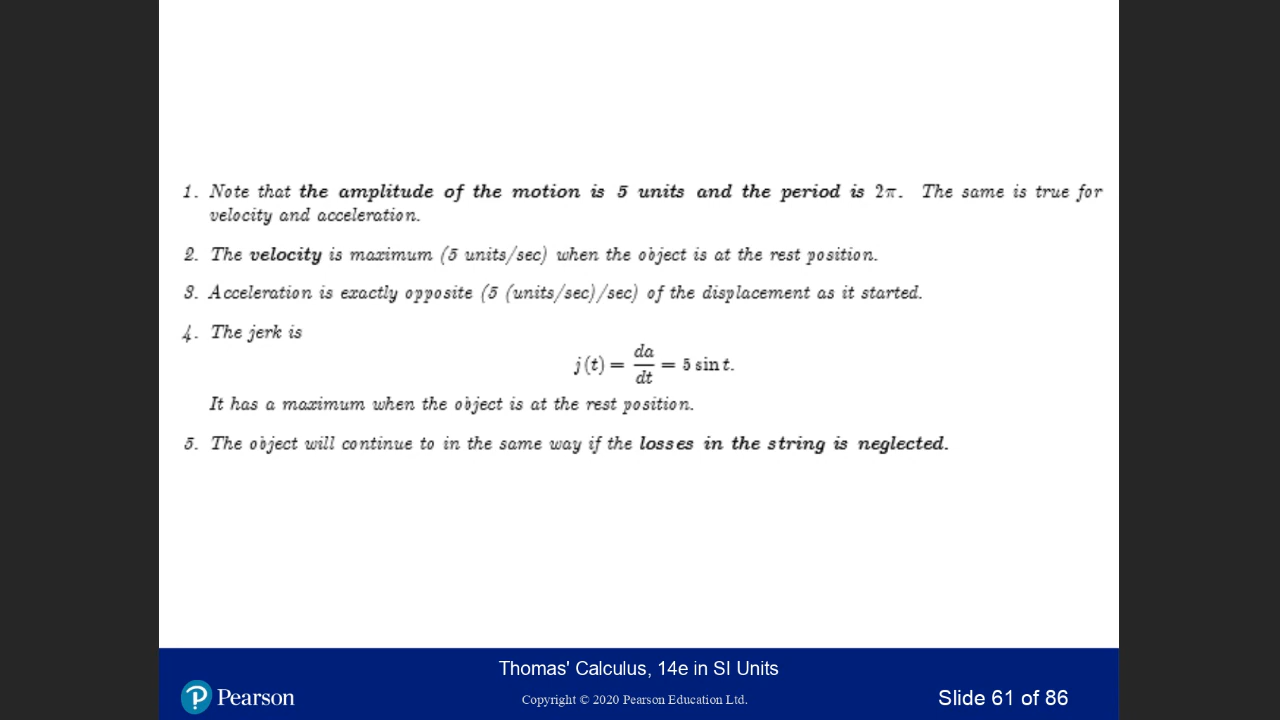 1. Note that the amplitude of the motion is 5 units and the period is 2π. The same is true for
velocity and acceleration.
2. The velocity is maximum (5 units/sec) when the object is at the rest position.
3. Acceleration is exactly opposite (5 (units/sec)/sec) of the displacement as it started.
4. The jerk is
j(t) = da/dt = 5 sin t.
It has a maximum when the object is at the rest position.
5. The object will continue to in the same way if the losses in the string is neglected.
Thomas' Calculus, 14e in SI Units
Pearson
Copyright © 2020 Pearson Education Ltd.
Slide 61 of 86